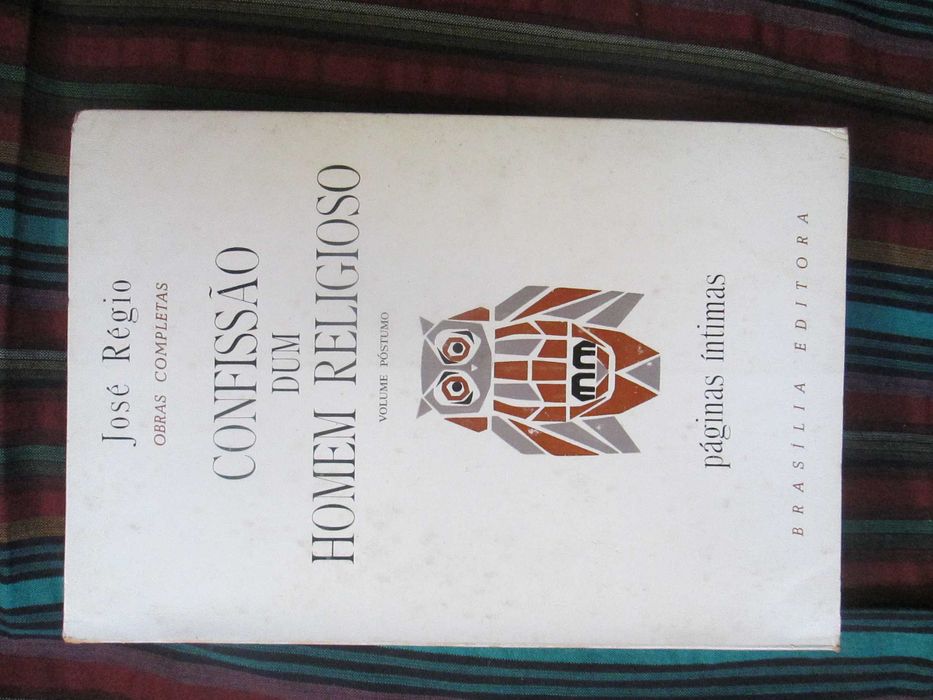 José Régio
OBRAS COMPLETAS
CONFISSÃO
DUM
HOMEM RELIGIOSO
VOLUME PÓSTUMO
páginas íntimas
BRASÍLIA EDITORA